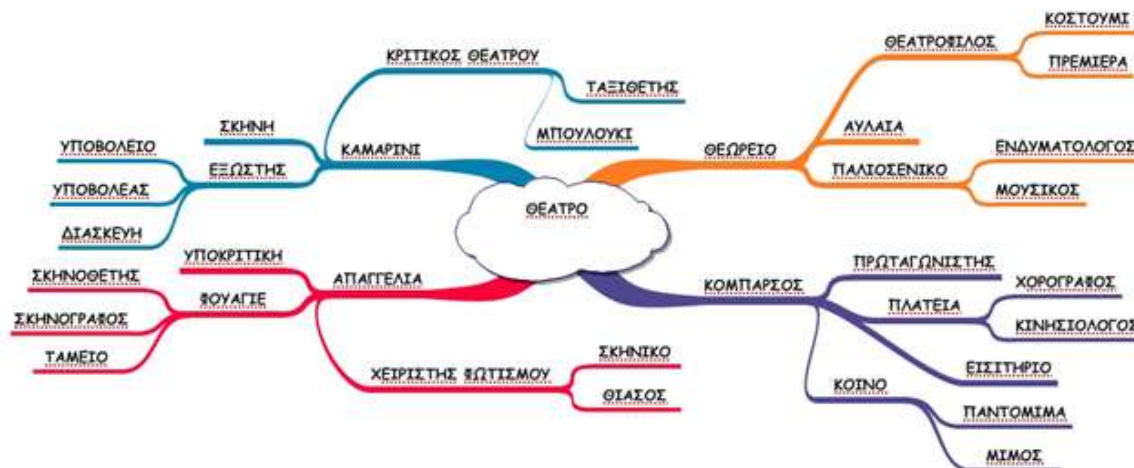 ΘΕΑΤΡΟ
ΚΑΜΑΡΙΝΙ
ΚΡΙΤΙΚΟΣ ΘΕΑΤΡΟΥ
ΤΑΞΙΘΕΤΗΣ
ΜΠΟΥΛΟΥΚΙ
ΣΚΗΝΗ
ΕΞΩΣΤΗΣ
ΥΠΟΒΟΛΕΙΟ
ΥΠΟΒΟΛΕΑΣ
ΔΙΑΣΚΕΥΗ
ΘΕΩΡΕΙΟ
ΘΕΑΤΡΟΦΙΛΟΣ
ΚΟΣΤΟΥΜΙ
ΠΡΕΜΙΕΡΑ
ΑΥΛΑΙΑ
ΠΑΛΙΟΣΕΝΙΚΟ
ΕΝΔΥΜΑΤΟΛΟΓΟΣ
ΜΟΥΣΙΚΟΣ
ΑΠΑΓΓΕΛΙΑ
ΥΠΟΚΡΙΤΙΚΗ
ΦΟΥΑΓΙΕ
ΣΚΗΝΟΘΕΤΗΣ
ΣΚΗΝΟΓΡΑΦΟΣ
ΤΑΜΕΙΟ
ΧΕΙΡΙΣΤΗΣ ΦΩΤΙΣΜΟΥ
ΣΚΗΝΙΚΟ
ΘΙΑΣΟΣ
ΚΟΜΠΑΡΣΟΣ
ΠΡΩΤΑΓΩΝΙΣΤΗΣ
ΠΛΑΤΕΙΑ
ΧΟΡΟΓΡΑΦΟΣ
ΚΙΝΗΣΙΟΛΟΓΟΣ
ΕΙΣΙΤΗΡΙΟ
ΚΟΙΝΟ
ΠΑΝΤΟΜΙΜΑ
ΜΙΜΟΣ